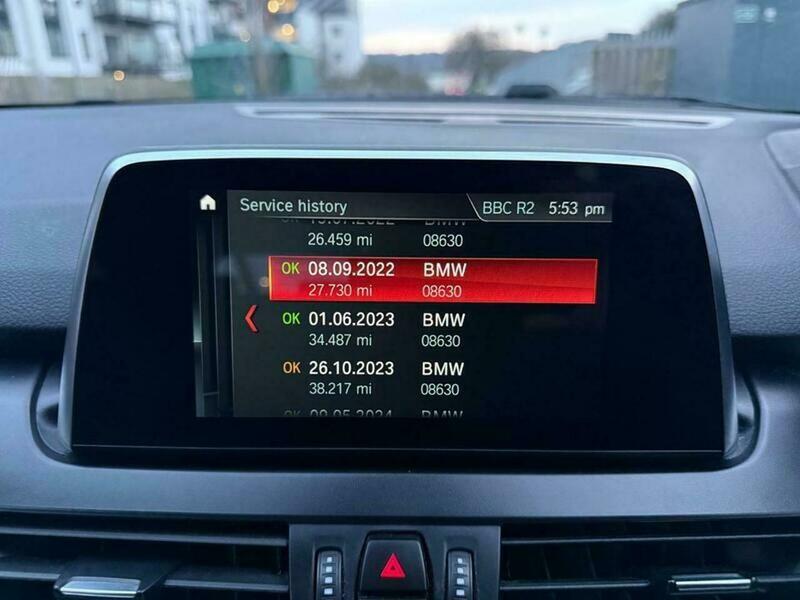 Service history
BBC R2 5:53 pm
26.459 mi 08630
OK 08.09.2022 BMW
27.730 mi 08630
OK 01.06.2023 BMW
34.487 mi 08630
OK 26.10.2023 BMW
38.217 mi 08630